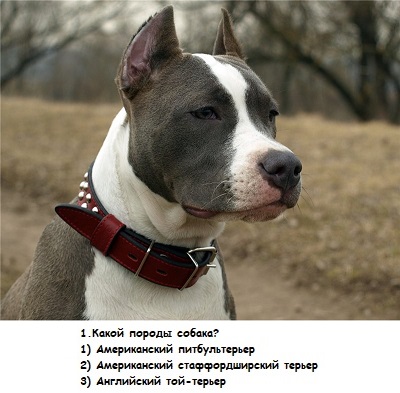 1.Какой породы собака?
1) Американский питбультерьер
2) Американский стаффордширский терьер
3) Английский той-терьер